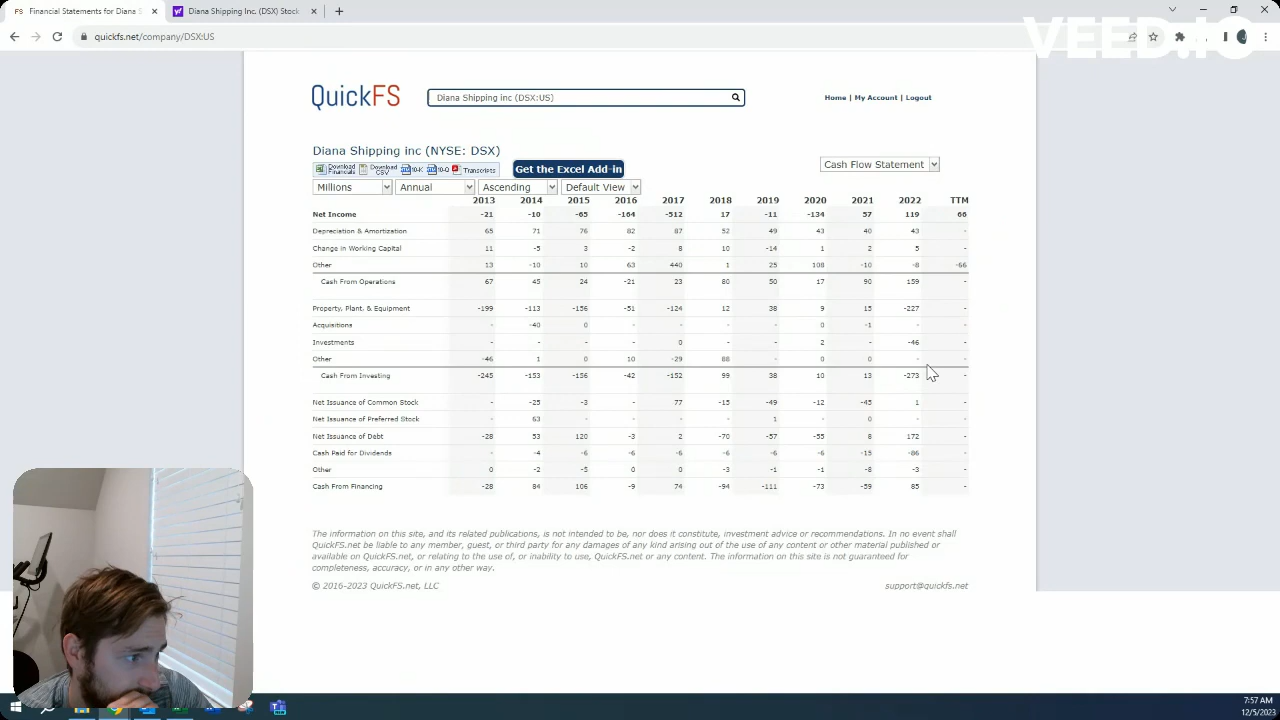 Financial Statements for Diana S
Diana Shipping Inc. (DSX) Stock
quickfs.net/company/DSX:US
VEED.IO
QuickFS
Diana Shipping inc (DSX:US)
Home | My Account | Logout
Diana Shipping inc (NYSE: DSX)
Cash Flow Statement
Download Financials Download CSV 10-K 10-Q Transcripts
Get the Excel Add-in
Millions Annual Ascending Default View
2013 2014 2015 2016 2017 2018 2019 2020 2021 2022 TTM
Net Income -21 -10 -65 -164 -512 17 -11 -134 57 119 66
Depreciation & Amortization 65 71 76 82 87 52 49 43 40 43 -
Change in Working Capital 11 -5 3 -2 8 10 -14 1 2 5 -
Other 13 -10 10 63 440 1 25 108 -10 -8 -66
Cash From Operations 67 45 24 -21 23 80 50 17 90 159 -
Property, Plant, & Equipment -199 -113 -156 -51 -124 12 38 9 15 -227 -
Acquisitions - -40 0 - - - - 0 -1 - -
Investments - - - - 0 - - 2 - -46 -
Other -46 1 0 10 -29 88 - 0 0 - -
Cash From Investing -245 -153 -156 -42 -152 99 38 10 13 -273 -
Net Issuance of Common Stock - -25 -3 - 77 -15 -49 -12 -45 1 -
Net Issuance of Preferred Stock - 63 - - - - 1 - 0 - -
Net Issuance of Debt -28 53 120 -3 2 -70 -57 -55 8 172 -
Cash Paid for Dividends - -4 -6 -6 -6 -6 -6 -6 -15 -86 -
Other 0 -2 -5 0 0 -3 -1 -1 -8 -3 -
Cash From Financing -28 84 106 -9 74 -94 -111 -73 -59 85 -
The information on this site, and its related publications, is not intended to be, nor does it constitute, investment advice or recommendations. In no event shall
QuickFS.net be liable to any member, guest, or third party for any damages of any kind arising out of the use of any content or other material published or
available on QuickFS.net, or relating to the use of, or inability to use, QuickFS.net or any content. The information on this site is not guaranteed for
completeness, accuracy, or in any other way.
© 2016-2023 QuickFS.net, LLC
support@quickfs.net
7:57 AM
12/5/2023